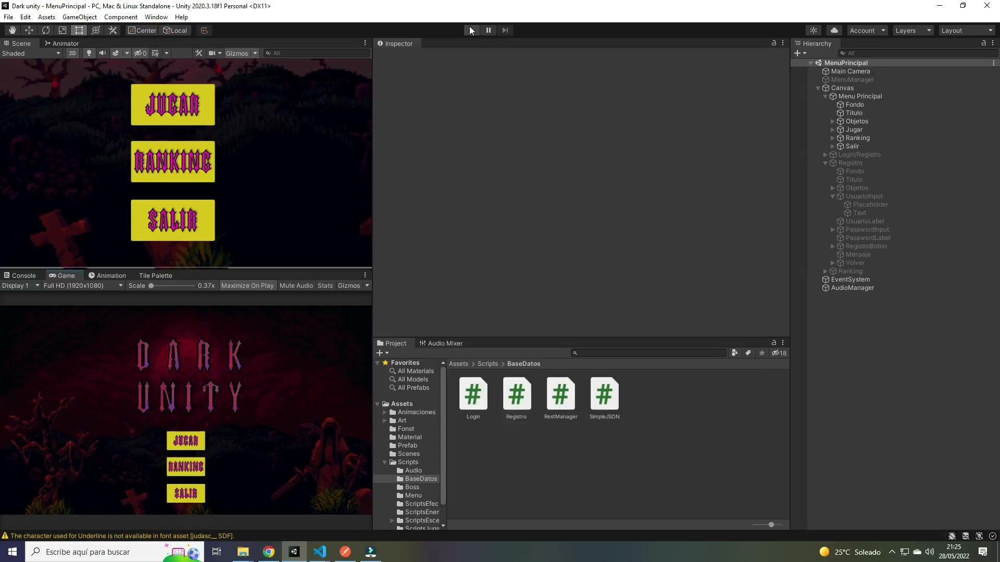 Dark unity - MenuPrincipal - PC, Mac & Linux Standalone - Unity 2020.3.18f1 Personal <DX11>
File Edit Assets GameObject Component Window Help
Center Local
Account Layers Layout
Scene Animator
Shaded 2D 0 Gizmos All
JUGAR
RANKING
SALIR
Console Game Animation Tile Palette
Display 1 Full HD (1920x1080) Scale 0.37x Maximize On Play Mute Audio Stats Gizmos
DARK
UNITY
JUGAR
RANKING
SALIR
Inspector
Project Audio Mixer
18
Favorites
All Materials
All Models
All Prefabs
Assets
Animaciones
Art
Fonst
Material
Prefab
Scenes
Scripts
Audio
BaseDatos
Boss
Menu
ScriptsEfec
ScriptsEner
ScriptsEsce
ScriptsJuga
Assets > Scripts > BaseDatos
# # # #
Login Registro RestManager SimpleJSON
Hierarchy
All
MenuPrincipal
Main Camera
MenuManager
Canvas
Menu Principal
Fondo
Titulo
Objetos
Jugar
Ranking
Salir
Login/Registro
Registro
Fondo
Titulo
Objetos
UsuarioInput
Placeholder
Text
UsuarioLabel
PasswordInput
PasswordLabel
RegistroBoton
Mensaje
Volver
Ranking
EventSystem
AudioManager
The character used for Underline is not available in font asset [judasc__ SDF].
Escribe aquí para buscar
25°C Soleado
21:25
28/05/2022